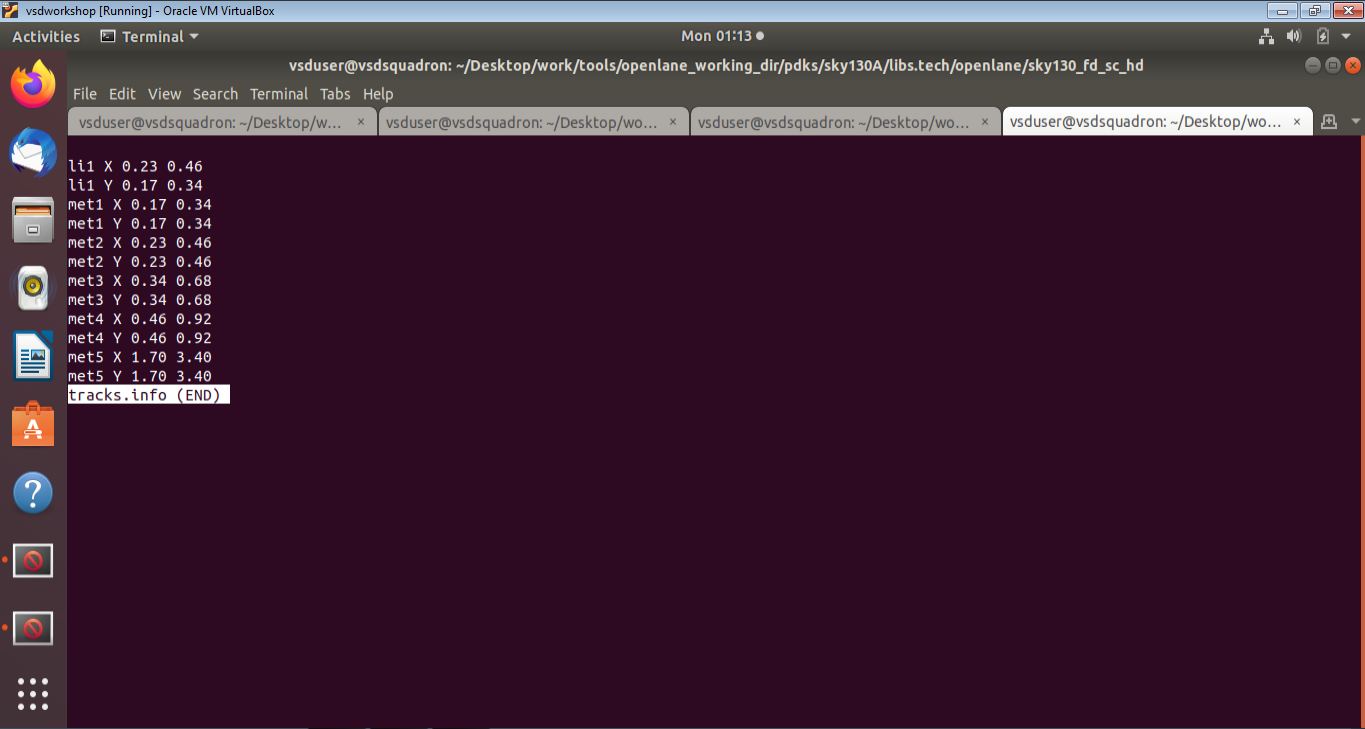 vsdworkshop [Running] - Oracle VM VirtualBox
Activities Terminal Mon 01:13
vsduser@vsdsquadron: ~/Desktop/work/tools/openlane_working_dir/pdks/sky130A/libs.tech/openlane/sky130_fd_sc_hd
File Edit View Search Terminal Tabs Help
vsduser@vsdsquadron: ~/Desktop/w... × vsduser@vsdsquadron: ~/Desktop/wo... × vsduser@vsdsquadron: ~/Desktop/wo... × vsduser@vsdsquadron: ~/Desktop/wo... ×
li1 X 0.23 0.46
li1 Y 0.17 0.34
met1 X 0.17 0.34
met1 Y 0.17 0.34
met2 X 0.23 0.46
met2 Y 0.23 0.46
met3 X 0.34 0.68
met3 Y 0.34 0.68
met4 X 0.46 0.92
met4 Y 0.46 0.92
met5 X 1.70 3.40
met5 Y 1.70 3.40
tracks.info (END)